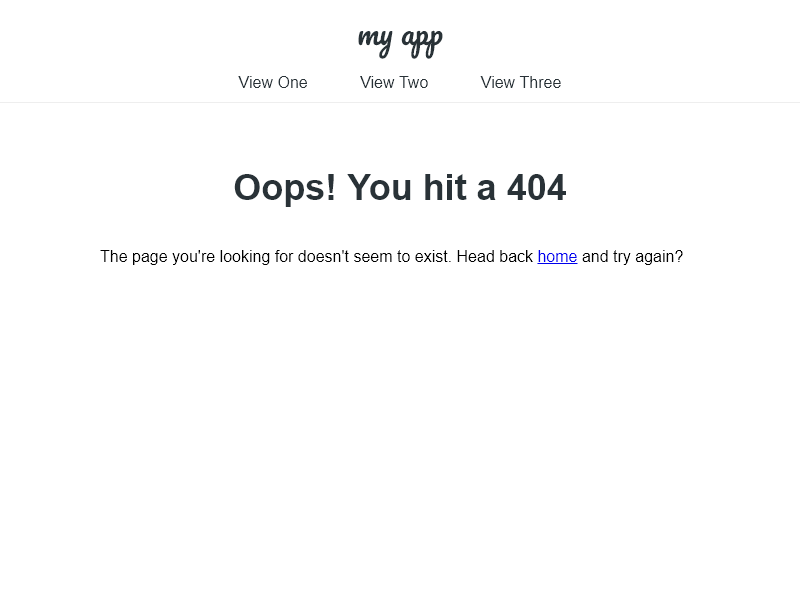 my app
View One View Two View Three
Oops! You hit a 404
The page you're looking for doesn't seem to exist. Head back home and try again?